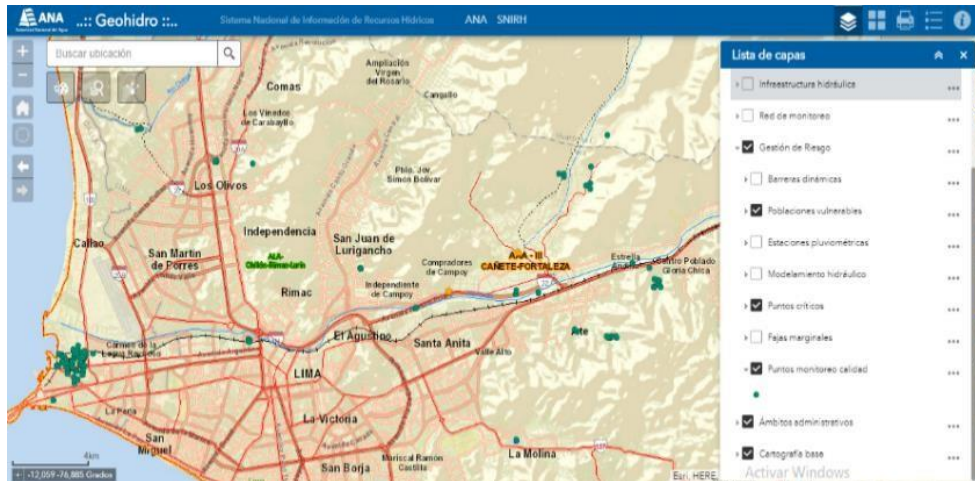 ANA ..:: Geohidro ::.. Sistema Nacional de Información de Recursos Hídricos ANA SNIRH
Buscar ubicación
Lista de capas
Infraestructura hidráulica
Red de monitoreo
Gestión de Riesgo
Barreras dinámicas
Poblaciones vulnerables
Estaciones pluviométricas
Modelamiento hidráulico
Puntos críticos
Fajas marginales
Puntos monitoreo calidad
Ámbitos administrativos
Cartografía base
Activar Windows
Ampliación
Virgen
del Rosario
Comas
Cangallo
Los Viñedos
de Carabayllo
Pblo. Jov.
Simon Bolivar
Los Olivos
Independencia
San Juan de
Lurigancho
Callao
San Martin
de Porres
ALA-
Chillón-Rimac-Lurín
Compradores
de Campoy
AAA - III
CAÑETE-FORTALEZA
Estrella
Centro Poblado
Gloria Chica
Rimac
Independiente
de Campoy
El Agustino
Santa Anita
Ate
Valle Alto
Carmen de la
LIMA
La Perla
La Victoria
San
Miguel
San Borja
Mariscal Ramon
Castilla
La Molina
4km
-12,059 -76,885 Grados
Esri, HERE,